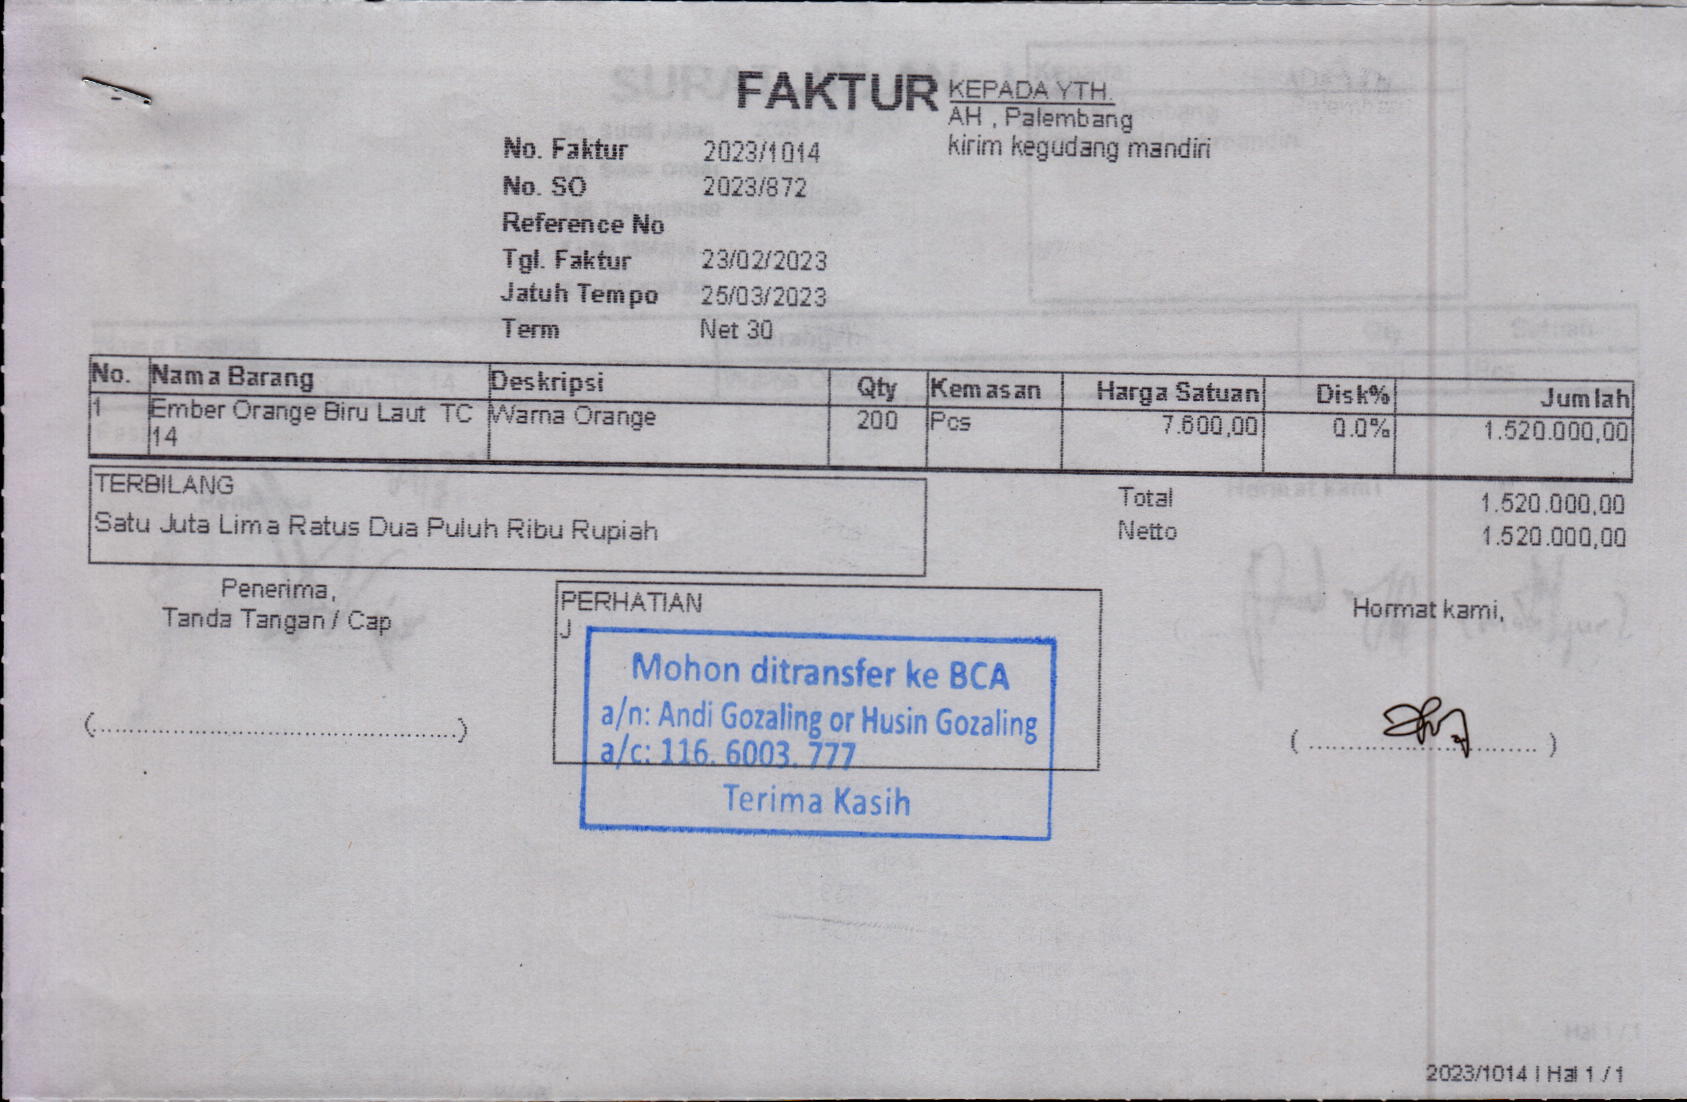 FAKTUR
KEPADA YTH.
AH , Palembang
kirim kegudang mandiri
No. Faktur 2023/1014
No. SO 2023/872
Reference No
Tgl. Faktur 23/02/2023
Jatuh Tempo 25/03/2023
Term Net 30
No. Nama Barang Deskripsi Qty Kemasan Harga Satuan Disk% Jumlah
1 Ember Orange Biru Laut TC Warna Orange 200 Pcs 7.600,00 0.0% 1.520.000,00
14
TERBILANG
Satu Juta Lima Ratus Dua Puluh Ribu Rupiah
Total 1.520.000,00
Netto 1.520.000,00
Penerima,
Tanda Tangan / Cap
(..............................................)
PERHATIAN
J
Mohon ditransfer ke BCA
a/n: Andi Gozaling or Husin Gozaling
a/c: 116. 6003. 777
Terima Kasih
Hormat kami,
( ............................. )
2023/1014 | Hal 1 / 1